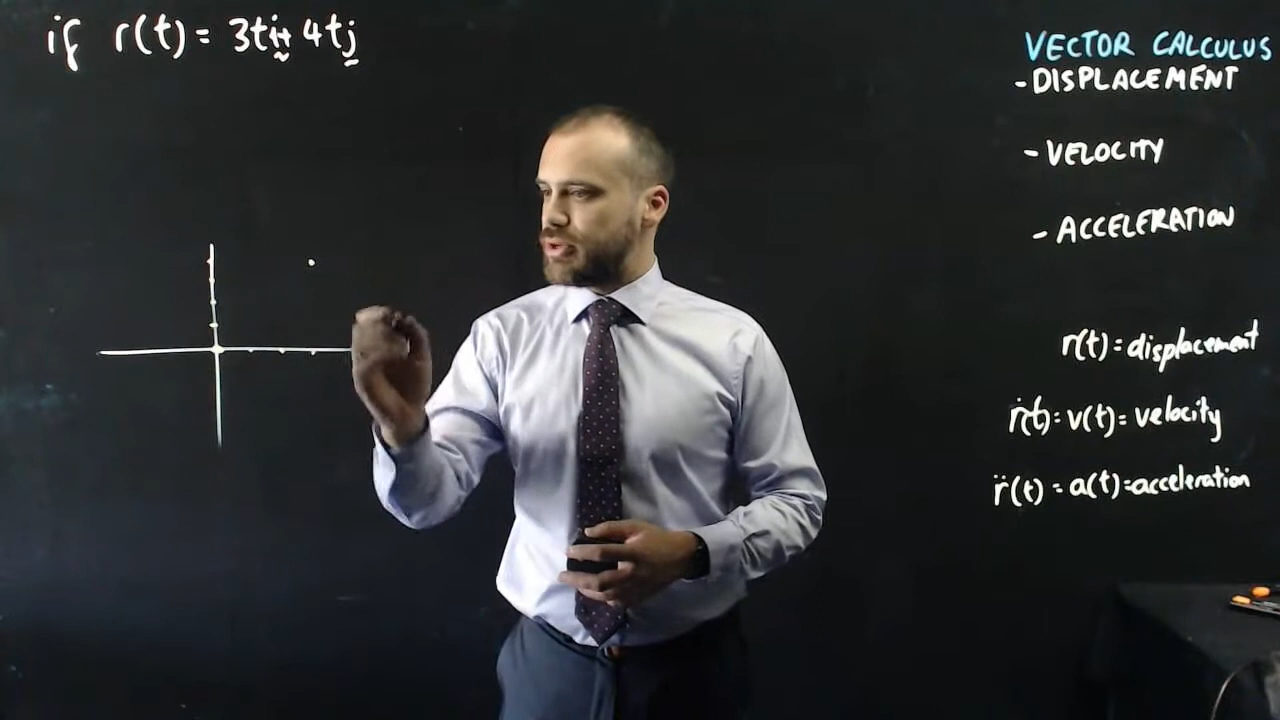 if r(t) = 3ti + 4tj
VECTOR CALCULUS
- DISPLACEMENT
- VELOCITY
- ACCELERATION
r(t) = displacement
ṙ(t) = v(t) = velocity
r̈(t) = a(t) = acceleration